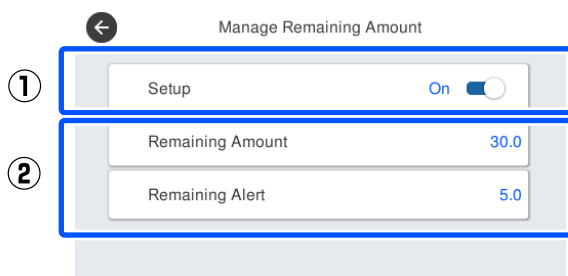 Manage Remaining Amount
① Setup On
② Remaining Amount 30.0
Remaining Alert 5.0